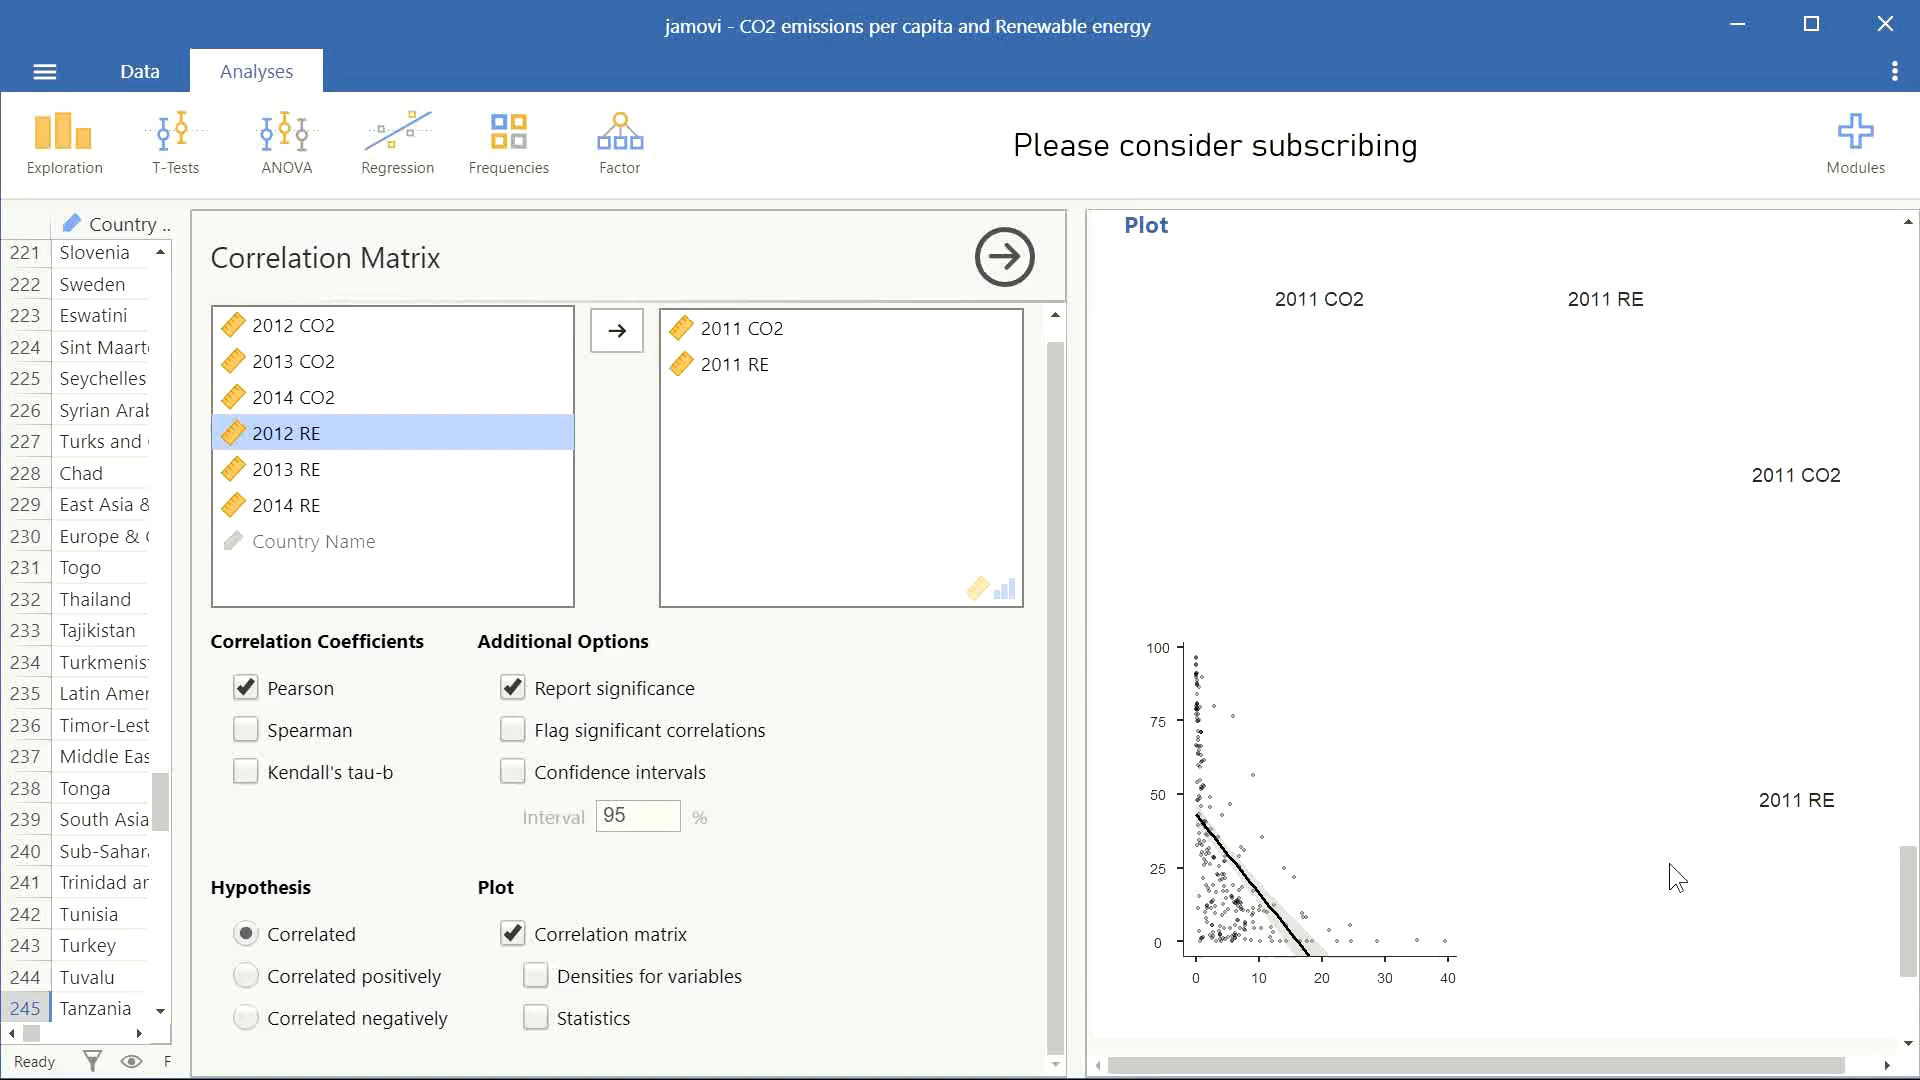 jamovi - CO2 emissions per capita and Renewable energy
Data
Analyses
Exploration
T-Tests
ANOVA
Regression
Frequencies
Factor
Please consider subscribing
Modules
Country ..
221 Slovenia
222 Sweden
223 Eswatini
224 Sint Maart
225 Seychelles
226 Syrian Arab
227 Turks and
228 Chad
229 East Asia &
230 Europe &
231 Togo
232 Thailand
233 Tajikistan
234 Turkmenis
235 Latin Amer
236 Timor-Lest
237 Middle Eas
238 Tonga
239 South Asia
240 Sub-Sahar
241 Trinidad ar
242 Tunisia
243 Turkey
244 Tuvalu
245 Tanzania
Ready
F
Correlation Matrix
2012 CO2
2013 CO2
2014 CO2
2012 RE
2013 RE
2014 RE
Country Name
2011 CO2
2011 RE
Correlation Coefficients
Pearson
Spearman
Kendall's tau-b
Additional Options
Report significance
Flag significant correlations
Confidence intervals
Interval 95 %
Hypothesis
Correlated
Correlated positively
Correlated negatively
Plot
Correlation matrix
Densities for variables
Statistics
Plot
2011 CO2
2011 RE
2011 CO2
100
75
50
25
0
2011 RE
0 10 20 30 40